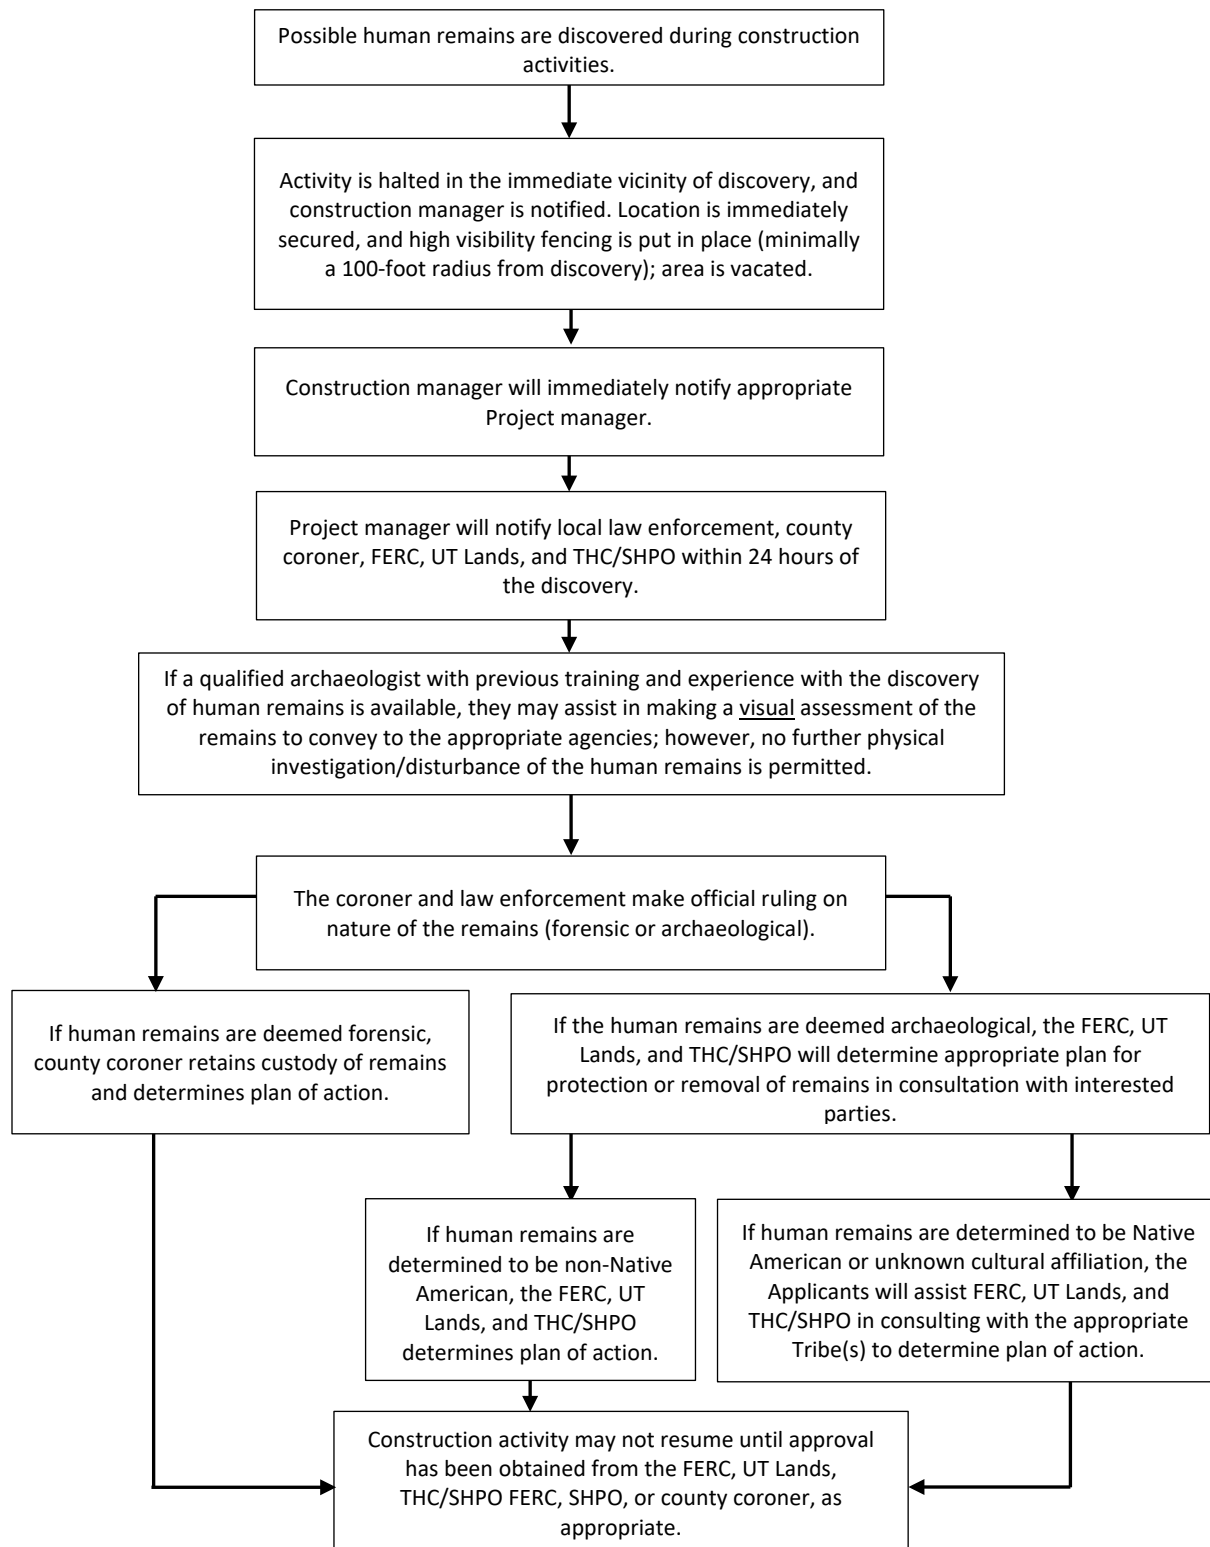 Possible human remains are discovered during construction
activities.
Activity is halted in the immediate vicinity of discovery, and
construction manager is notified. Location is immediately
secured, and high visibility fencing is put in place (minimally
a 100-foot radius from discovery); area is vacated.
Construction manager will immediately notify appropriate
Project manager.
Project manager will notify local law enforcement, county
coroner, FERC, UT Lands, and THC/SHPO within 24 hours of
the discovery.
If a qualified archaeologist with previous training and experience with the discovery
of human remains is available, they may assist in making a visual assessment of the
remains to convey to the appropriate agencies; however, no further physical
investigation/disturbance of the human remains is permitted.
The coroner and law enforcement make official ruling on
nature of the remains (forensic or archaeological).
If human remains are deemed forensic,
county coroner retains custody of remains
and determines plan of action.
If the human remains are deemed archaeological, the FERC, UT
Lands, and THC/SHPO will determine appropriate plan for
protection or removal of remains in consultation with interested
parties.
If human remains are
determined to be non-Native
American, the FERC, UT
Lands, and THC/SHPO
determines plan of action.
If human remains are determined to be Native
American or unknown cultural affiliation, the
Applicants will assist FERC, UT Lands, and
THC/SHPO in consulting with the appropriate
Tribe(s) to determine plan of action.
Construction activity may not resume until approval
has been obtained from the FERC, UT Lands,
THC/SHPO FERC, SHPO, or county coroner, as
appropriate.